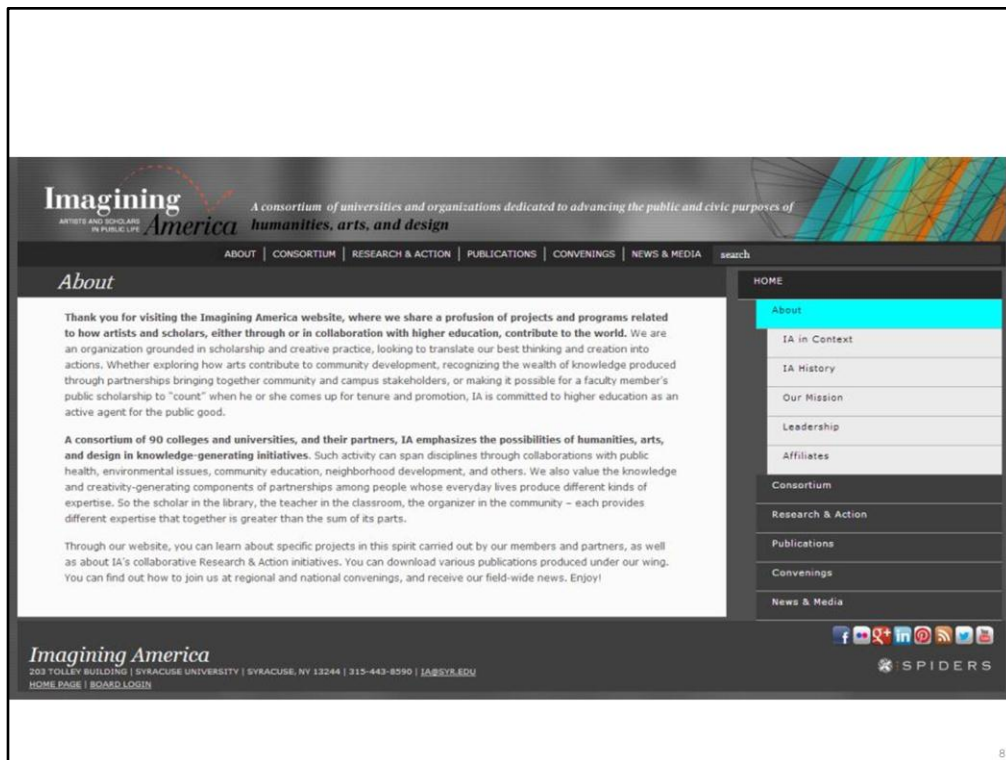 Imagining
ARTISTS AND SCHOLARS
IN PUBLIC LIFE
America
A consortium of universities and organizations dedicated to advancing the public and civic purposes of
humanities, arts, and design
ABOUT | CONSORTIUM | RESEARCH & ACTION | PUBLICATIONS | CONVENINGS | NEWS & MEDIA
search
About
Thank you for visiting the Imagining America website, where we share a profusion of projects and programs related
to how artists and scholars, either through or in collaboration with higher education, contribute to the world. We are
an organization grounded in scholarship and creative practice, looking to translate our best thinking and creation into
actions. Whether exploring how arts contribute to community development, recognizing the wealth of knowledge produced
through partnerships bringing together community and campus stakeholders, or making it possible for a faculty member's
public scholarship to "count" when he or she comes up for tenure and promotion, IA is committed to higher education as an
active agent for the public good.
A consortium of 90 colleges and universities, and their partners, IA emphasizes the possibilities of humanities, arts,
and design in knowledge-generating initiatives. Such activity can span disciplines through collaborations with public
health, environmental issues, community education, neighborhood development, and others. We also value the knowledge
and creativity-generating components of partnerships among people whose everyday lives produce different kinds of
expertise. So the scholar in the library, the teacher in the classroom, the organizer in the community – each provides
different expertise that together is greater than the sum of its parts.
Through our website, you can learn about specific projects in this spirit carried out by our members and partners, as well
as about IA's collaborative Research & Action initiatives. You can download various publications produced under our wing.
You can find out how to join us at regional and national convenings, and receive our field-wide news. Enjoy!
HOME
About
IA in Context
IA History
Our Mission
Leadership
Affiliates
Consortium
Research & Action
Publications
Convenings
News & Media
Imagining America
203 TOLLEY BUILDING | SYRACUSE UNIVERSITY | SYRACUSE, NY 13244 | 315-443-8590 | IA@SYR.EDU
HOME PAGE | BOARD LOGIN
SPIDERS
8